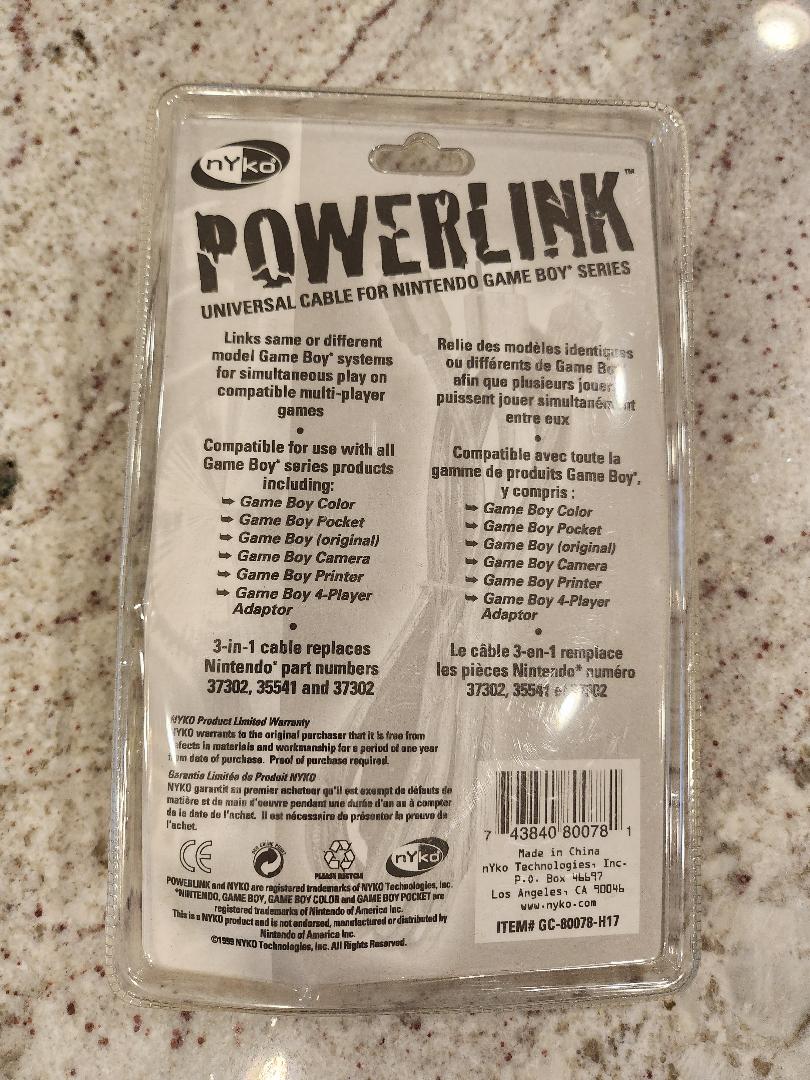 nYko
POWERLINK™
UNIVERSAL CABLE FOR NINTENDO GAME BOY* SERIES
Links same or different
model Game Boy* systems
for simultaneous play on
compatible multi-player
games
•
Compatible for use with all
Game Boy* series products
including:
➡ Game Boy Color
➡ Game Boy Pocket
➡ Game Boy (original)
➡ Game Boy Camera
➡ Game Boy Printer
➡ Game Boy 4-Player
Adaptor
•
3-in-1 cable replaces
Nintendo* part numbers
37302, 35541 and 37302
Relie des modèles identiques
ou différents de Game Boy*
afin que plusieurs
puissent jouer simultanément
entre eux
•
Compatible avec toute la
gamme de produits Game Boy*,
y compris :
➡ Game Boy Color
➡ Game Boy Pocket
➡ Game Boy (original)
➡ Game Boy Camera
➡ Game Boy Printer
➡ Game Boy 4-Player
Adaptor
•
Le câble 3-en-1 remplace
les pièces Nintendo* numéro
37302, 35541 et 37302
NYKO Product Limited Warranty
NYKO warrants to the original purchaser that it is free from
defects in materials and workmanship for a period of one year
from date of purchase. Proof of purchase required.
Garantie Limitée de Produit NYKO
NYKO garantit au premier acheteur qu'il est exempt de défauts de
matière et de main d'oeuvre pendant une durée d'un an à compter
de la date de l'achat. Il est nécessaire de présenter la preuve de
l'achat.
CE
PLEASE RECYCLE
nYko
POWERLINK and NYKO are registered trademarks of NYKO Technologies, Inc.
*NINTENDO, GAME BOY, GAME BOY COLOR and GAME BOY POCKET are
registered trademarks of Nintendo of America Inc.
This is a NYKO product and is not endorsed, manufactured or distributed by
Nintendo of America Inc.
©1999 NYKO Technologies, Inc. All Rights Reserved.
7 43840 80078 1
Made in China
nYko Technologies, Inc.
P.O. Box 46697
Los Angeles, CA 90046
www.nyko.com
ITEM# GC-80078-H17